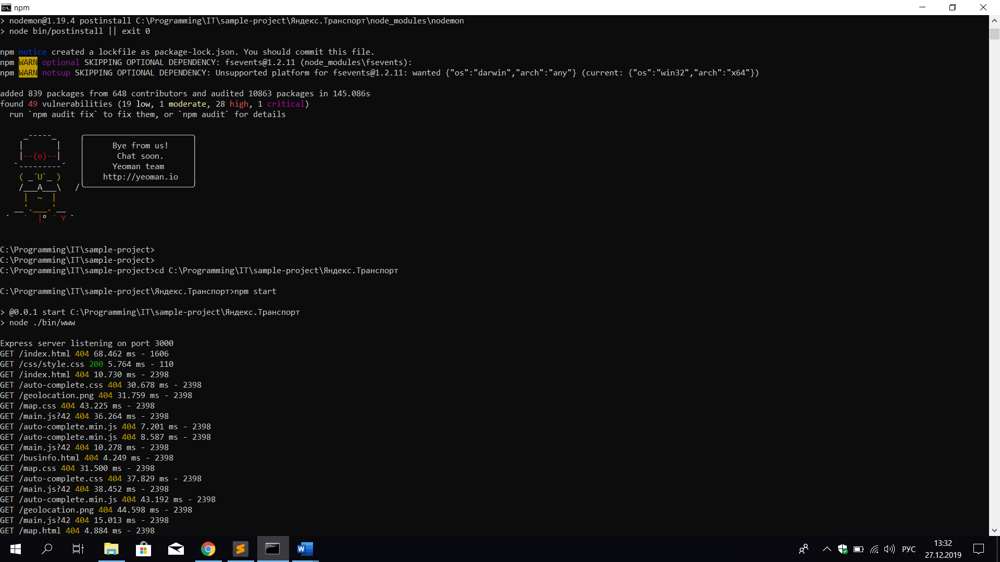 npm
> nodemon@1.19.4 postinstall C:\Programming\IT\sample-project\Яндекс.Транспорт\node_modules\nodemon
> node bin/postinstall || exit 0
npm notice created a lockfile as package-lock.json. You should commit this file.
npm WARN optional SKIPPING OPTIONAL DEPENDENCY: fsevents@1.2.11 (node_modules\fsevents):
npm WARN notsup SKIPPING OPTIONAL DEPENDENCY: Unsupported platform for fsevents@1.2.11: wanted {"os":"darwin","arch":"any"} (current: {"os":"win32","arch":"x64"})
added 839 packages from 648 contributors and audited 10863 packages in 145.086s
found 49 vulnerabilities (19 low, 1 moderate, 28 high, 1 critical)
run `npm audit fix` to fix them, or `npm audit` for details
Bye from us!
Chat soon.
Yeoman team
http://yeoman.io
C:\Programming\IT\sample-project>
C:\Programming\IT\sample-project>
C:\Programming\IT\sample-project>cd C:\Programming\IT\sample-project\Яндекс.Транспорт
C:\Programming\IT\sample-project\Яндекс.Транспорт>npm start
> @0.0.1 start C:\Programming\IT\sample-project\Яндекс.Транспорт
> node ./bin/www
Express server listening on port 3000
GET /index.html 404 68.462 ms - 1606
GET /css/style.css 200 5.764 ms - 110
GET /index.html 404 10.730 ms - 2398
GET /auto-complete.css 404 30.678 ms - 2398
GET /geolocation.png 404 31.759 ms - 2398
GET /map.css 404 43.225 ms - 2398
GET /main.js?42 404 36.264 ms - 2398
GET /auto-complete.min.js 404 7.201 ms - 2398
GET /auto-complete.min.js 404 8.587 ms - 2398
GET /main.js?42 404 10.278 ms - 2398
GET /businfo.html 404 4.249 ms - 2398
GET /map.css 404 31.500 ms - 2398
GET /auto-complete.css 404 37.829 ms - 2398
GET /main.js?42 404 38.452 ms - 2398
GET /auto-complete.min.js 404 43.192 ms - 2398
GET /geolocation.png 404 44.598 ms - 2398
GET /main.js?42 404 15.013 ms - 2398
GET /map.html 404 4.884 ms - 2398
РУС
13:32
27.12.2019